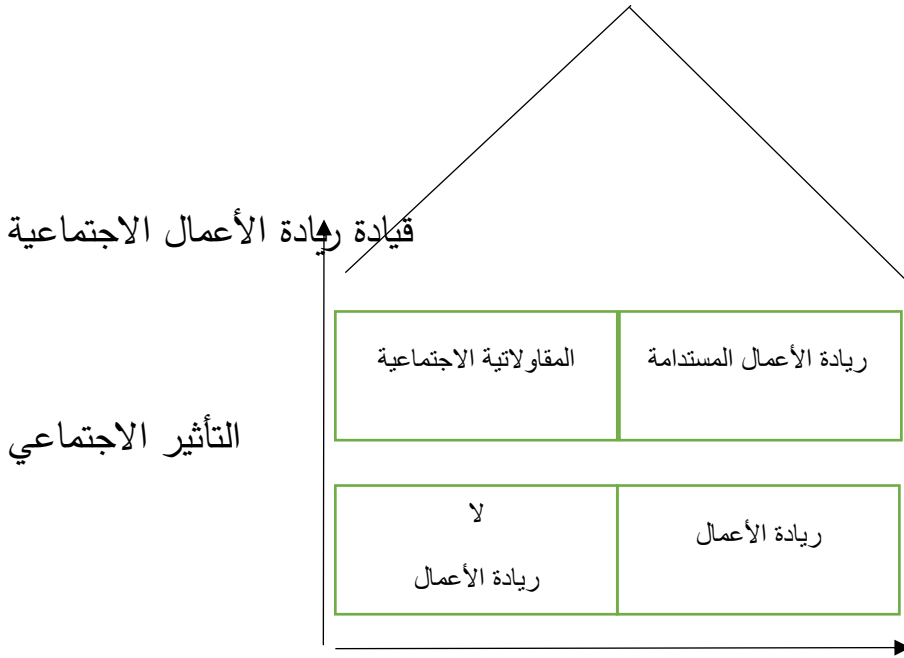 قيادة ريادة الأعمال الاجتماعية
ريادة الأعمال المستدامة
المقاولاتية الاجتماعية
التأثير الاجتماعي
ريادة الأعمال
لا
ريادة الأعمال